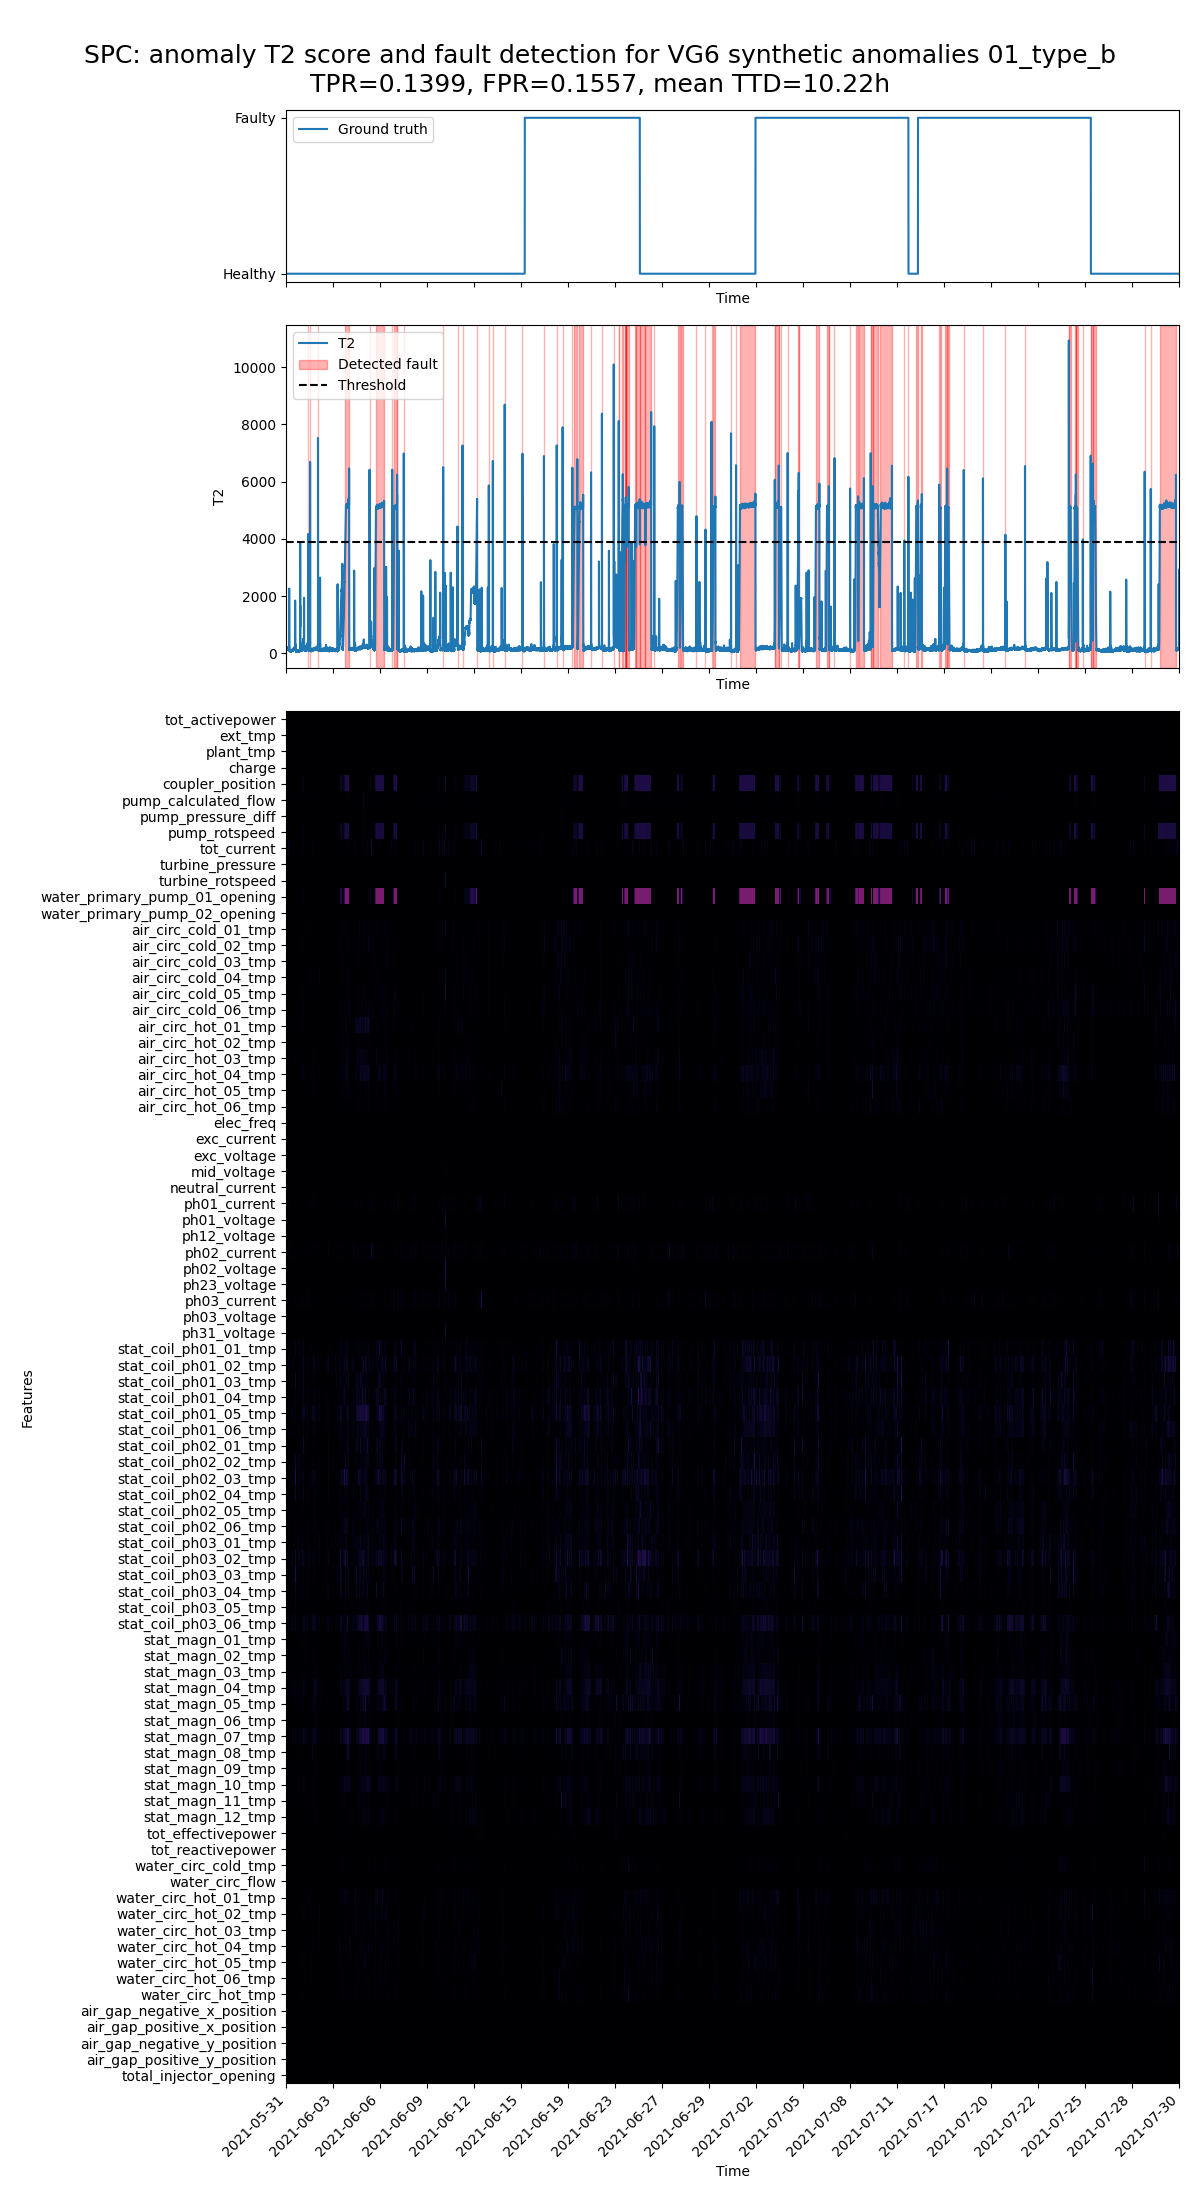 SPC: anomaly T2 score and fault detection for VG6 synthetic anomalies 01_type_b
TPR=0.1399, FPR=0.1557, mean TTD=10.22h
Faulty
Ground truth
Healthy
Time
T2
Detected fault
Threshold
10000
8000
6000
4000
2000
0
T2
Time
tot_activepower
ext_tmp
plant_tmp
charge
coupler_position
pump_calculated_flow
pump_pressure_diff
pump_rotspeed
tot_current
turbine_pressure
turbine_rotspeed
water_primary_pump_01_opening
water_primary_pump_02_opening
air_circ_cold_01_tmp
air_circ_cold_02_tmp
air_circ_cold_03_tmp
air_circ_cold_04_tmp
air_circ_cold_05_tmp
air_circ_cold_06_tmp
air_circ_hot_01_tmp
air_circ_hot_02_tmp
air_circ_hot_03_tmp
air_circ_hot_04_tmp
air_circ_hot_05_tmp
air_circ_hot_06_tmp
elec_freq
exc_current
exc_voltage
mid_voltage
neutral_current
ph01_current
ph01_voltage
ph12_voltage
ph02_current
ph02_voltage
ph23_voltage
ph03_current
ph03_voltage
ph31_voltage
stat_coil_ph01_01_tmp
stat_coil_ph01_02_tmp
stat_coil_ph01_03_tmp
stat_coil_ph01_04_tmp
stat_coil_ph01_05_tmp
stat_coil_ph01_06_tmp
stat_coil_ph02_01_tmp
stat_coil_ph02_02_tmp
stat_coil_ph02_03_tmp
stat_coil_ph02_04_tmp
stat_coil_ph02_05_tmp
stat_coil_ph02_06_tmp
stat_coil_ph03_01_tmp
stat_coil_ph03_02_tmp
stat_coil_ph03_03_tmp
stat_coil_ph03_04_tmp
stat_coil_ph03_05_tmp
stat_coil_ph03_06_tmp
stat_magn_01_tmp
stat_magn_02_tmp
stat_magn_03_tmp
stat_magn_04_tmp
stat_magn_05_tmp
stat_magn_06_tmp
stat_magn_07_tmp
stat_magn_08_tmp
stat_magn_09_tmp
stat_magn_10_tmp
stat_magn_11_tmp
stat_magn_12_tmp
tot_effectivepower
tot_reactivepower
water_circ_cold_tmp
water_circ_flow
water_circ_hot_01_tmp
water_circ_hot_02_tmp
water_circ_hot_03_tmp
water_circ_hot_04_tmp
water_circ_hot_05_tmp
water_circ_hot_06_tmp
water_circ_hot_tmp
air_gap_negative_x_position
air_gap_positive_x_position
air_gap_negative_y_position
air_gap_positive_y_position
total_injector_opening
Features
2021-05-31
2021-06-03
2021-06-06
2021-06-09
2021-06-12
2021-06-15
2021-06-19
2021-06-23
2021-06-27
2021-06-29
2021-07-02
2021-07-05
2021-07-08
2021-07-11
2021-07-17
2021-07-20
2021-07-22
2021-07-25
2021-07-28
2021-07-30
Time